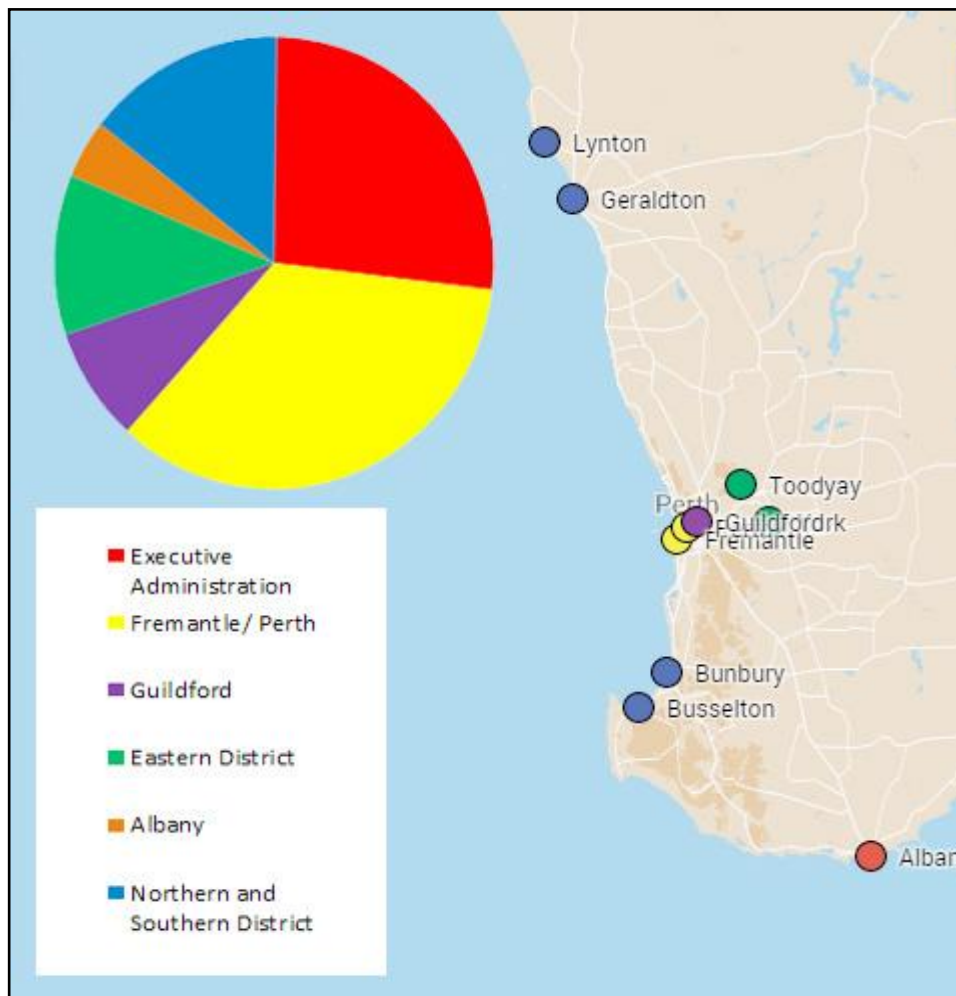 Lynton
Geraldton
Toodyay
Perth
Guildfordrk
Fremantle
Bunbury
Busselton
Alban
Executive
Administration
Fremantle/ Perth
Guildford
Eastern District
Albany
Northern and
Southern District